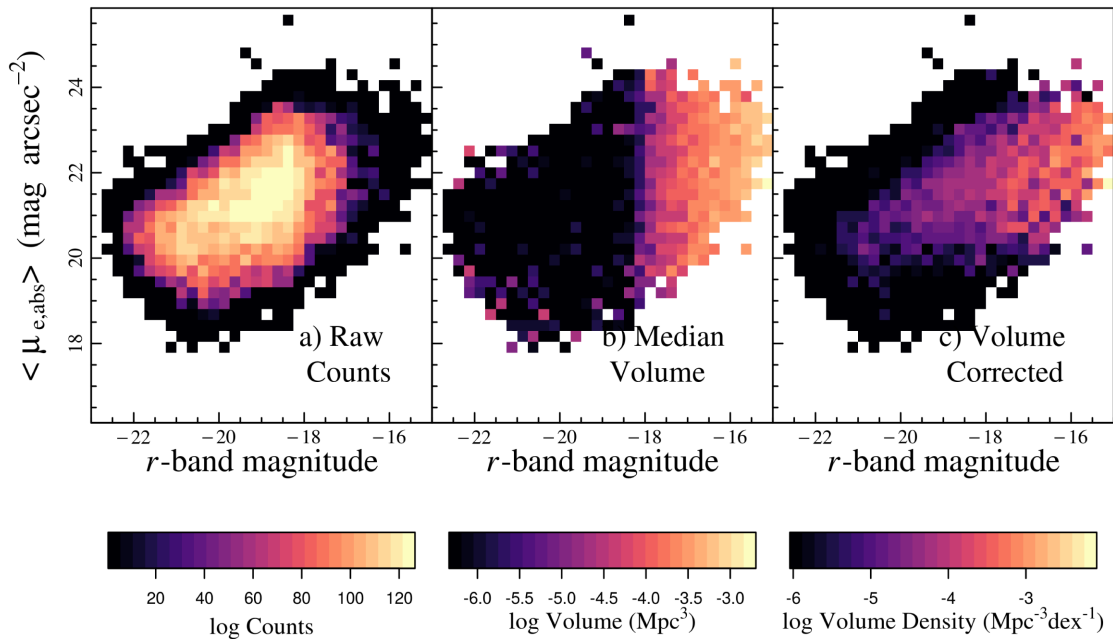 < μ e,abs> (mag arcsec−2)
24
22
20
18
a) Raw
Counts
b) Median
Volume
c) Volume
Corrected
−22 −20 −18 −16 −22 −20 −18 −16 −22 −20 −18 −16
r-band magnitude r-band magnitude r-band magnitude
20 40 60 80 100 120 -6.0 -5.5 -5.0 -4.5 -4.0 -3.5 -3.0 -6 -5 -4 -3
log Counts log Volume (Mpc³) log Volume Density (Mpc⁻³dex⁻¹)